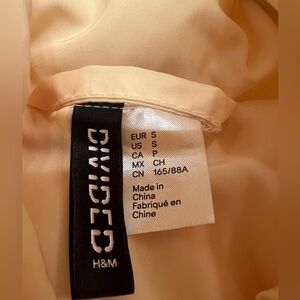 DIVIDED
H&M
EUR S
US S
CA P
MX CH
CN 165/88A
Made in
China
Fabriqué en
Chine